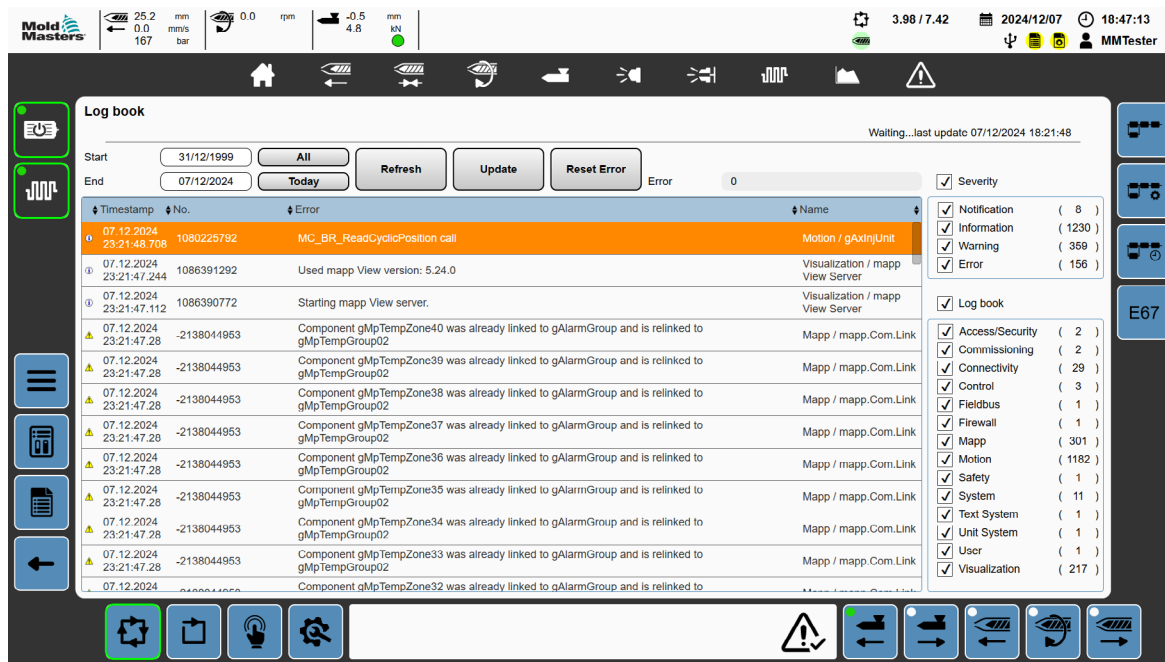 Mold
Masters
25.2 mm
0.0 mm/s
167 bar
0.0 rpm
-0.5 mm
4.8 kN
3.98 / 7.42
2024/12/07
18:47:13
MMTester
Log book
Waiting...last update 07/12/2024 18:21:48
Start 31/12/1999 All
End 07/12/2024 Today
Refresh
Update
Reset Error
Error 0
Timestamp No. Error Name
07.12.2024
23:21:48.708 1080225792 MC_BR_ReadCyclicPosition call Motion / gAxInjUnit
07.12.2024
23:21:47.244 1086391292 Used mapp View version: 5.24.0 Visualization / mapp
View Server
07.12.2024
23:21:47.112 1086390772 Starting mapp View server. Visualization / mapp
View Server
07.12.2024
23:21:47.28 -2138044953 Component gMpTempZone40 was already linked to gAlarmGroup and is relinked to
gMpTempGroup02 Mapp / mapp.Com.Link
07.12.2024
23:21:47.28 -2138044953 Component gMpTempZone39 was already linked to gAlarmGroup and is relinked to
gMpTempGroup02 Mapp / mapp.Com.Link
07.12.2024
23:21:47.28 -2138044953 Component gMpTempZone38 was already linked to gAlarmGroup and is relinked to
gMpTempGroup02 Mapp / mapp.Com.Link
07.12.2024
23:21:47.28 -2138044953 Component gMpTempZone37 was already linked to gAlarmGroup and is relinked to
gMpTempGroup02 Mapp / mapp.Com.Link
07.12.2024
23:21:47.28 -2138044953 Component gMpTempZone36 was already linked to gAlarmGroup and is relinked to
gMpTempGroup02 Mapp / mapp.Com.Link
07.12.2024
23:21:47.28 -2138044953 Component gMpTempZone35 was already linked to gAlarmGroup and is relinked to
gMpTempGroup02 Mapp / mapp.Com.Link
07.12.2024
23:21:47.28 -2138044953 Component gMpTempZone34 was already linked to gAlarmGroup and is relinked to
gMpTempGroup02 Mapp / mapp.Com.Link
07.12.2024
23:21:47.28 -2138044953 Component gMpTempZone33 was already linked to gAlarmGroup and is relinked to
gMpTempGroup02 Mapp / mapp.Com.Link
07.12.2024 Component gMpTempZone32 was already linked to gAlarmGroup and is relinked to
Severity
Notification ( 8 )
Information ( 1230 )
Warning ( 359 )
Error ( 156 )
Log book
Access/Security ( 2 )
Commissioning ( 2 )
Connectivity ( 29 )
Control ( 3 )
Fieldbus ( 1 )
Firewall ( 1 )
Mapp ( 301 )
Motion ( 1182 )
Safety ( 1 )
System ( 11 )
Text System ( 1 )
Unit System ( 1 )
User ( 1 )
Visualization ( 217 )
E67